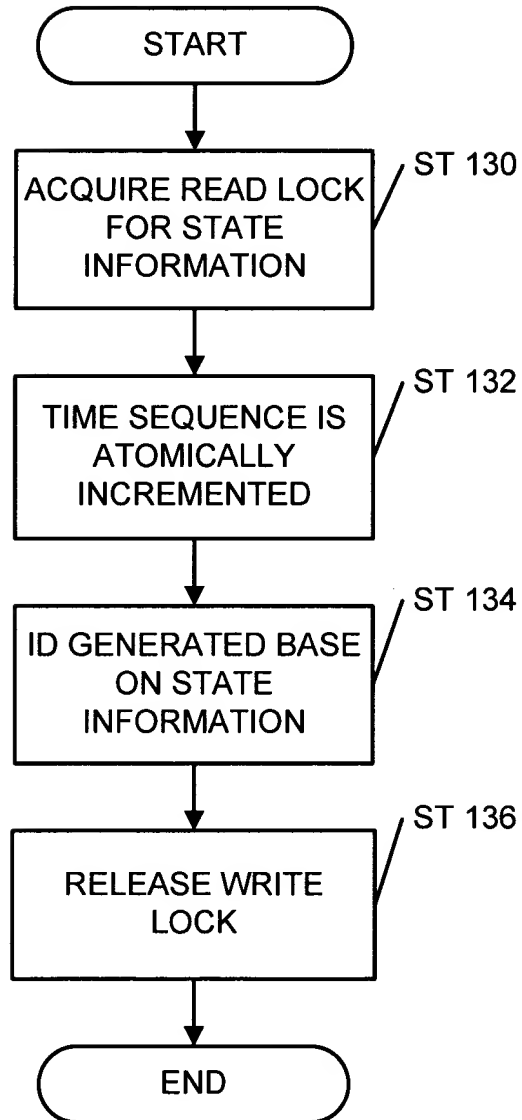 START
ACQUIRE READ LOCK
FOR STATE
INFORMATION
ST 130
TIME SEQUENCE IS
ATOMICALLY
INCREMENTED
ST 132
ID GENERATED BASE
ON STATE
INFORMATION
ST 134
RELEASE WRITE
LOCK
ST 136
END